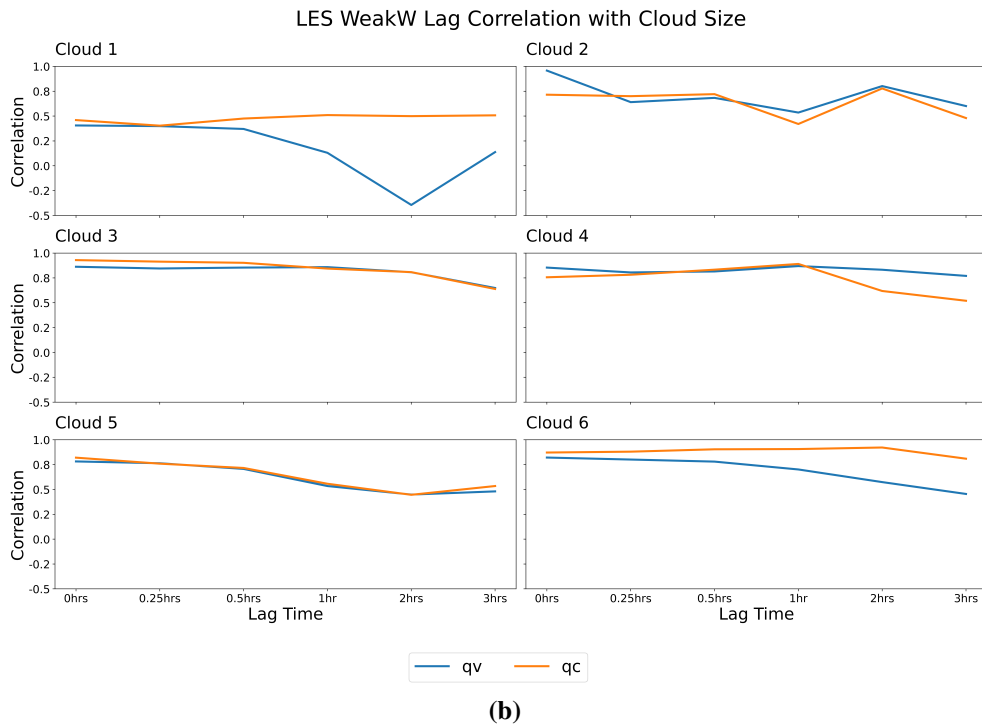 LES WeakW Lag Correlation with Cloud Size
Cloud 1
Cloud 2
1.0
0.8
0.5
0.2
0.0
-0.2
-0.5
Correlation
Cloud 3
Cloud 4
1.0
0.8
0.5
0.2
0.0
-0.2
-0.5
Correlation
Cloud 5
Cloud 6
1.0
0.8
0.5
0.2
0.0
-0.2
-0.5
Correlation
0hrs 0.25hrs 0.5hrs 1hr 2hrs 3hrs
0hrs 0.25hrs 0.5hrs 1hr 2hrs 3hrs
Lag Time
Lag Time
qv qc
(b)